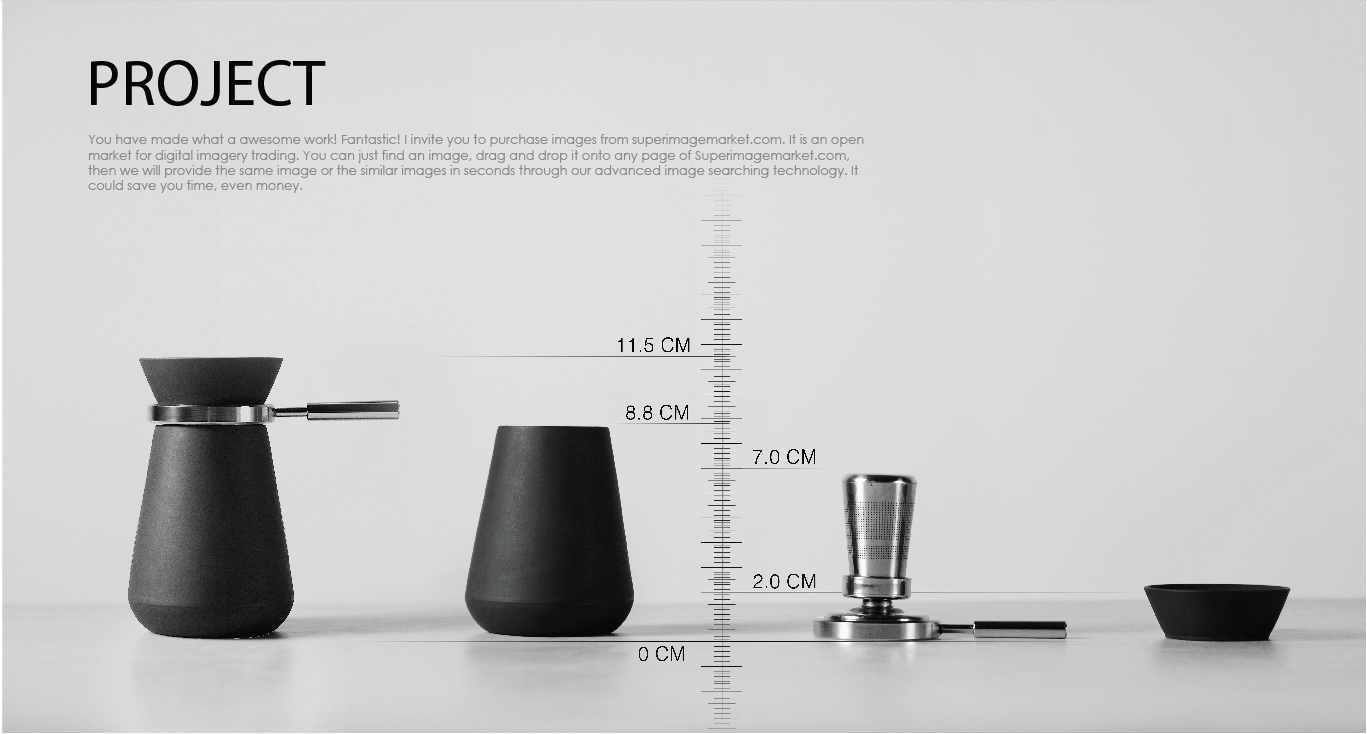 PROJECT
You have made what a awesome work! Fantastic! I invite you to purchase images from superimagemarket.com. It is an open
market for digital imagery trading. You can just find an image, drag and drop it onto any page of Superimagemarket.com,
then we will provide the same image or the similar images in seconds through our advanced image searching technology. It
could save you time, even money.
11.5 CM
8.8 CM
7.0 CM
2.0 CM
0 CM